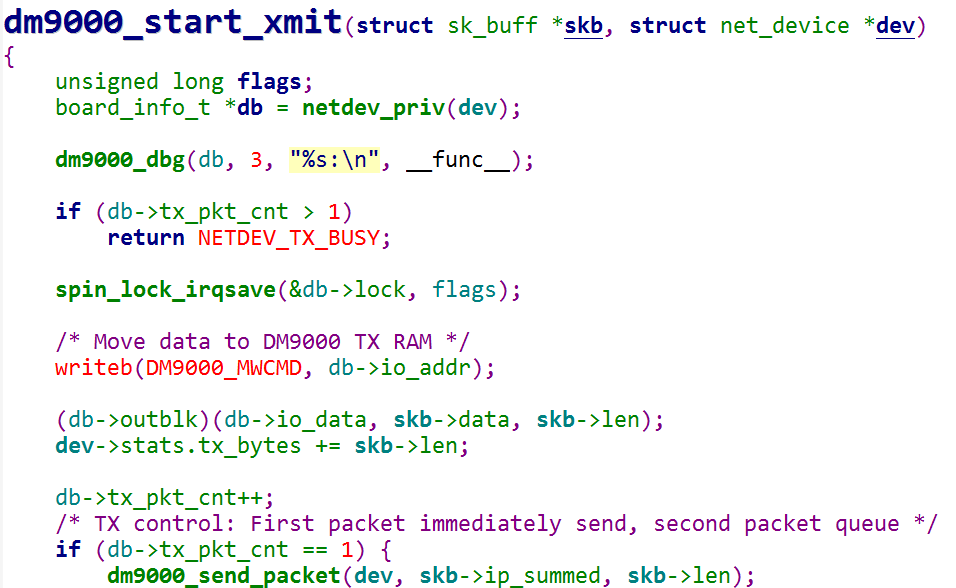 dm9000_start_xmit(struct sk_buff *skb, struct net_device *dev)
{
    unsigned long flags;
    board_info_t *db = netdev_priv(dev);

    dm9000_dbg(db, 3, "%s:\n", __func__);

    if (db->tx_pkt_cnt > 1)
        return NETDEV_TX_BUSY;

    spin_lock_irqsave(&db->lock, flags);

    /* Move data to DM9000 TX RAM */
    writeb(DM9000_MWCMD, db->io_addr);

    (db->outblk)(db->io_data, skb->data, skb->len);
    dev->stats.tx_bytes += skb->len;

    db->tx_pkt_cnt++;
    /* TX control: First packet immediately send, second packet queue */
    if (db->tx_pkt_cnt == 1) {
        dm9000_send_packet(dev, skb->ip_summed, skb->len);